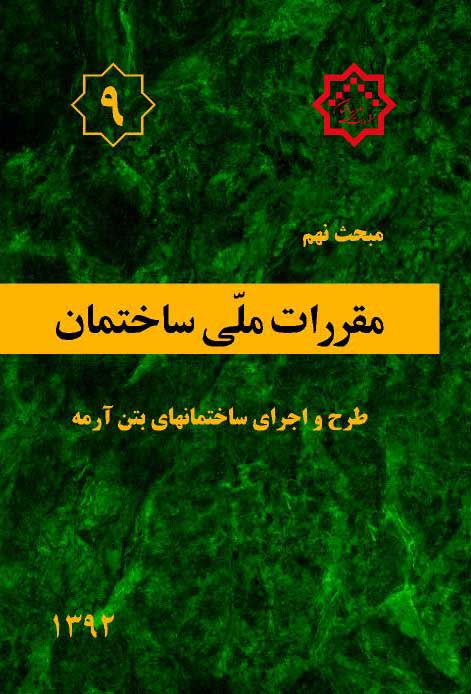 ۹
مبحث نهم
مقررات ملّی ساختمان
طرح و اجرای ساختمانهای بتن آرمه
۱۳۹۲